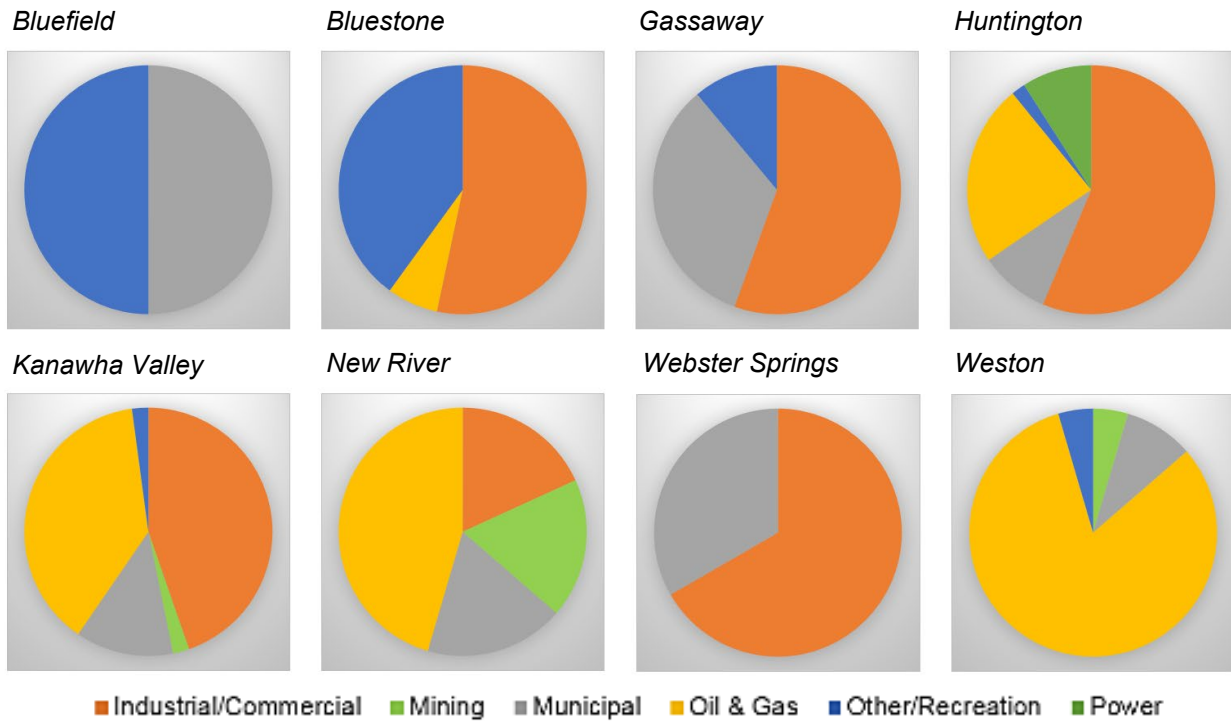 Bluefield
Bluestone
Gassaway
Huntington
Kanawha Valley
New River
Webster Springs
Weston
Industrial/Commercial Mining Municipal Oil & Gas Other/Recreation Power